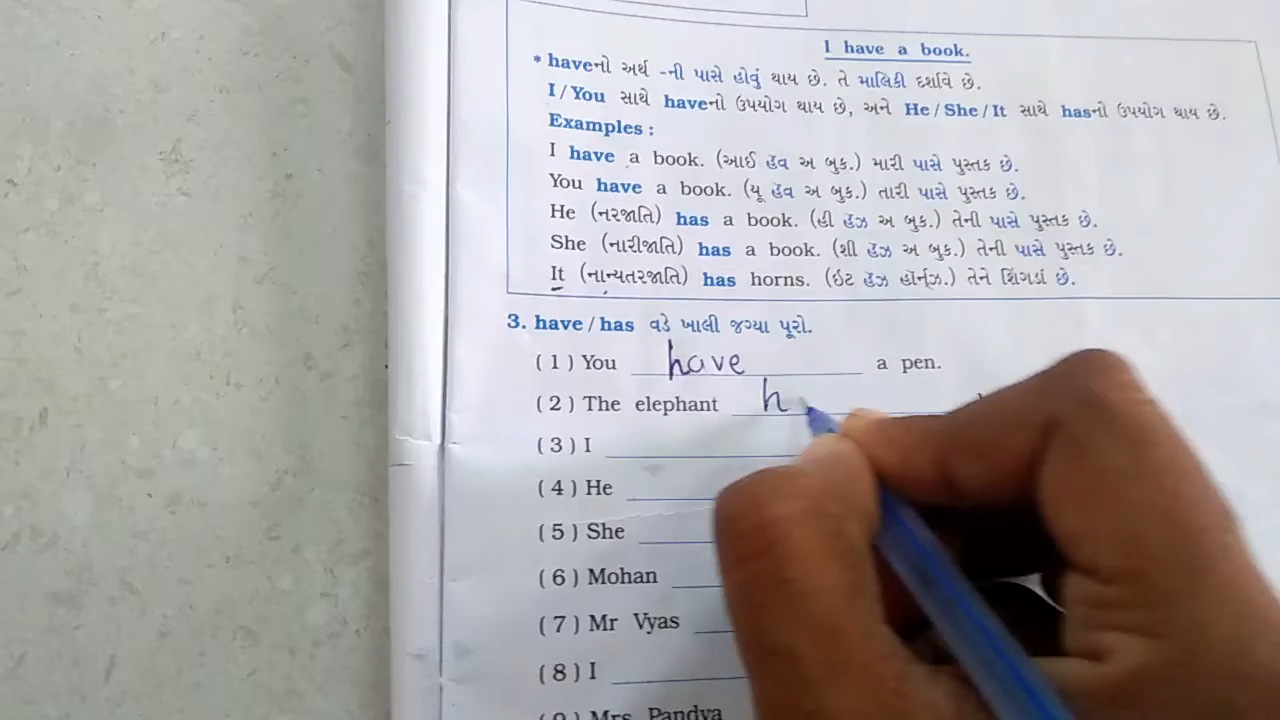 I have a book.
* haveનો અર્થ -ની પાસે હોવું થાય છે. તે માલિકી દર્શાવે છે.
I/You સાથે haveનો ઉપયોગ થાય છે, અને He/She/It સાથે hasનો ઉપયોગ થાય છે.
Examples :
I have a book. (આઈ હૅવ અ બુક.) મારી પાસે પુસ્તક છે.
You have a book. (યૂ હૅવ અ બુક.) તારી પાસે પુસ્તક છે.
He (નરજાતિ) has a book. (હી હૅઝ અ બુક.) તેની પાસે પુસ્તક છે.
She (નારીજાતિ) has a book. (શી હૅઝ અ બુક.) તેની પાસે પુસ્તક છે.
It (નાન્યતરજાતિ) has horns. (ઇટ હૅઝ હૉર્ન્ઝ.) તેને શિંગડાં છે.
3. have/has વડે ખાલી જગ્યા પૂરો.
(1) You have a pen.
(2) The elephant h
(3) I
(4) He
(5) She
(6) Mohan
(7) Mr Vyas
(8) I
(9) Mrs Pandya